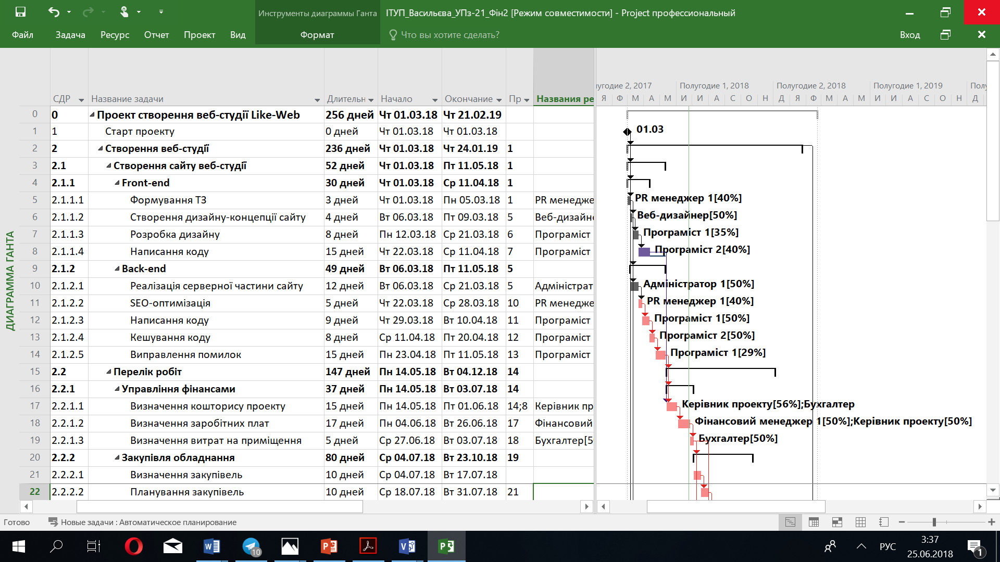 Инструменты диаграммы Ганта
ІТУП_Васильєва_УПз-21_Фін2 [Режим совместимости] - Project профессиональный
Файл Задача Ресурс Отчет Проект Вид Формат Что вы хотите сделать? Вход
угодие 2, 2017 Полугодие 1, 2018 Полугодие 2, 2018 Полугодие 1, 2019 Полу
СДР Название задачи Длительн Начало Окончание Пр Названия ре
Я Ф М А М И И А С О Н Д Я Ф М А М И И А С О Н Д
0 0 Проект створення веб-студії Like-Web 256 дней Чт 01.03.18 Чт 21.02.19
1 1 Старт проекту 0 дней Чт 01.03.18 Чт 01.03.18 01.03
2 2 Створення веб-студії 236 дней Чт 01.03.18 Чт 24.01.19 1
3 2.1 Створення сайту веб-студії 52 дней Чт 01.03.18 Пт 11.05.18 1
4 2.1.1 Front-end 30 дней Чт 01.03.18 Ср 11.04.18 1
5 2.1.1.1 Формування ТЗ 3 дней Чт 01.03.18 Пн 05.03.18 1 PR менедже PR менеджер 1[40%]
6 2.1.1.2 Створення дизайну-концепції сайту 4 дней Вт 06.03.18 Пт 09.03.18 5 Веб-дизайне Веб-дизайнер[50%]
7 2.1.1.3 Розробка дизайну 8 дней Пн 12.03.18 Ср 21.03.18 6 Програміст Програміст 1[35%]
8 2.1.1.4 Написання коду 15 дней Чт 22.03.18 Ср 11.04.18 7 Програміст Програміст 2[40%]
9 2.1.2 Back-end 49 дней Вт 06.03.18 Пт 11.05.18 5
10 2.1.2.1 Реалізація серверної частини сайту 12 дней Вт 06.03.18 Ср 21.03.18 5 Адміністрат Адміністратор 1[50%]
11 2.1.2.2 SEO-оптимізація 5 дней Чт 22.03.18 Ср 28.03.18 10 PR менедже PR менеджер 1[40%]
12 2.1.2.3 Написання коду 9 дней Чт 29.03.18 Вт 10.04.18 11 Програміст Програміст 1[50%]
13 2.1.2.4 Кешування коду 8 дней Ср 11.04.18 Пт 20.04.18 12 Програміст Програміст 2[50%]
14 2.1.2.5 Виправлення помилок 15 дней Пн 23.04.18 Пт 11.05.18 13 Програміст Програміст 1[29%]
15 2.2 Перелік робіт 147 дней Пн 14.05.18 Вт 04.12.18 14
16 2.2.1 Управління фінансами 37 дней Пн 14.05.18 Вт 03.07.18 14
17 2.2.1.1 Визначення кошторису проекту 15 дней Пн 14.05.18 Пт 01.06.18 14;8 Керівник пр Керівник проекту[56%];Бухгалтер
18 2.2.1.2 Визначення заробітних плат 17 дней Пн 04.06.18 Вт 26.06.18 17 Фінансовий Фінансовий менеджер 1[50%];Керівник проекту[50%]
19 2.2.1.3 Визначення витрат на приміщення 5 дней Ср 27.06.18 Вт 03.07.18 18 Бухгалтер[5 Бухгалтер[50%]
20 2.2.2 Закупівля обладнання 80 дней Ср 04.07.18 Вт 23.10.18 19
21 2.2.2.1 Визначення закупівель 10 дней Ср 04.07.18 Вт 17.07.18
22 2.2.2.2 Планування закупівель 10 дней Ср 18.07.18 Вт 31.07.18 21
ДИАГРАММА ГАНТА
Готово Новые задачи : Автоматическое планирование
10
РУС
3:37
25.06.2018
1